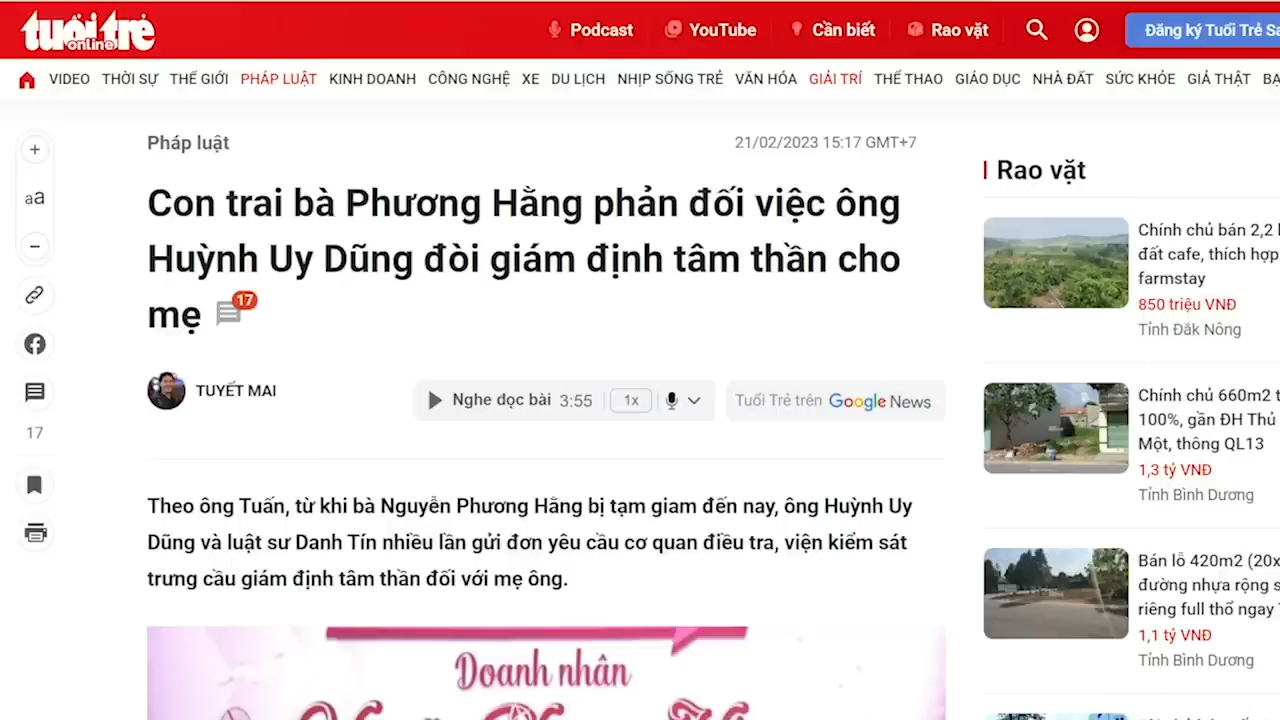 tuổi trẻ
online
Podcast
YouTube
Cần biết
Rao vặt
Đăng ký Tuổi Trẻ
VIDEO THỜI SỰ THẾ GIỚI PHÁP LUẬT KINH DOANH CÔNG NGHỆ XE DU LỊCH NHỊP SỐNG TRẺ VĂN HÓA GIẢI TRÍ THỂ THAO GIÁO DỤC NHÀ ĐẤT SỨC KHỎE GIẢ THẬT
+
aa
−
17
Pháp luật
21/02/2023 15:17 GMT+7
Con trai bà Phương Hằng phản đối việc ông
Huỳnh Uy Dũng đòi giám định tâm thần cho
mẹ 17
TUYẾT MAI
Nghe đọc bài 3:55 1x
Tuổi Trẻ trên Google News
Theo ông Tuấn, từ khi bà Nguyễn Phương Hằng bị tạm giam đến nay, ông Huỳnh Uy
Dũng và luật sư Danh Tín nhiều lần gửi đơn yêu cầu cơ quan điều tra, viện kiểm sát
trưng cầu giám định tâm thần đối với mẹ ông.
Doanh nhân
Rao vặt
Chính chủ bán 2,2
đất cafe, thích hợp
farmstay
850 triệu VNĐ
Tỉnh Đắk Nông
Chính chủ 660m2
100%, gần ĐH Thủ
Một, thông QL13
1,3 tỷ VNĐ
Tỉnh Bình Dương
Bán lỗ 420m2 (20x
đường nhựa rộng
riêng full thổ ngay
1,1 tỷ VNĐ
Tỉnh Bình Dương